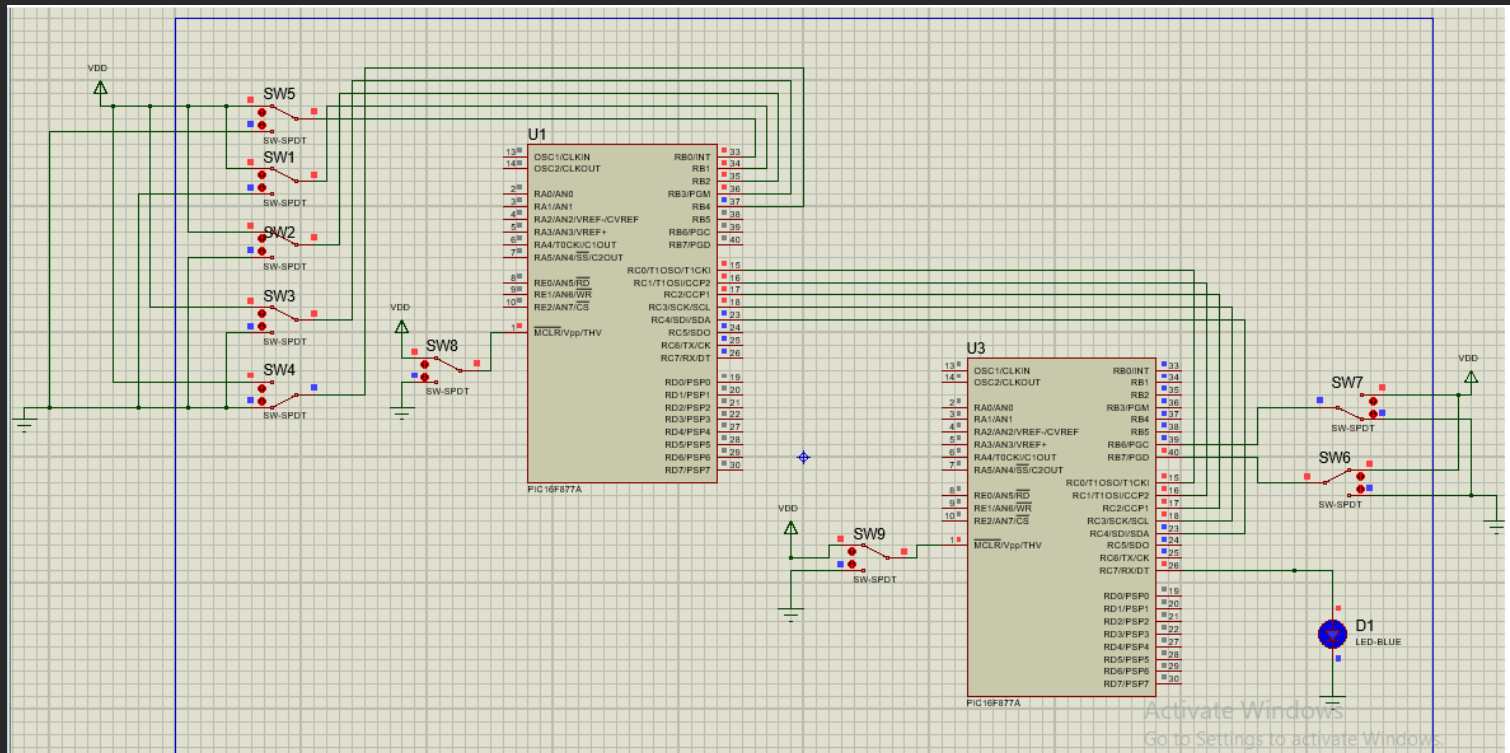 VDD
SW5
SW-SPDT
SW1
SW-SPDT
SW2
SW-SPDT
SW3
SW-SPDT
SW4
SW-SPDT
VDD
SW8
SW-SPDT
U1
13 OSC1/CLKIN RB0/INT 33
14 OSC2/CLKOUT RB1 34
RB2 35
2 RA0/AN0 RB3/PGM 36
3 RA1/AN1 RB4 37
4 RA2/AN2/VREF-/CVREF RB5 38
5 RA3/AN3/VREF+ RB6/PGC 39
6 RA4/T0CKI/C1OUT RB7/PGD 40
7 RA5/AN4/SS/C2OUT
RC0/T1OSO/T1CKI 15
8 RE0/AN5/RD RC1/T1OSI/CCP2 16
9 RE1/AN6/WR RC2/CCP1 17
10 RE2/AN7/CS RC3/SCK/SCL 18
RC4/SDI/SDA 23
1 MCLR/Vpp/THV RC5/SDO 24
RC6/TX/CK 25
RC7/RX/DT 26
RD0/PSP0 19
RD1/PSP1 20
RD2/PSP2 21
RD3/PSP3 22
RD4/PSP4 27
RD5/PSP5 28
RD6/PSP6 29
RD7/PSP7 30
PIC16F877A
U3
13 OSC1/CLKIN RB0/INT 33
14 OSC2/CLKOUT RB1 34
RB2 35
2 RA0/AN0 RB3/PGM 36
3 RA1/AN1 RB4 37
4 RA2/AN2/VREF-/CVREF RB5 38
5 RA3/AN3/VREF+ RB6/PGC 39
6 RA4/T0CKI/C1OUT RB7/PGD 40
7 RA5/AN4/SS/C2OUT
RC0/T1OSO/T1CKI 15
8 RE0/AN5/RD RC1/T1OSI/CCP2 16
9 RE1/AN6/WR RC2/CCP1 17
10 RE2/AN7/CS RC3/SCK/SCL 18
RC4/SDI/SDA 23
1 MCLR/Vpp/THV RC5/SDO 24
RC6/TX/CK 25
RC7/RX/DT 26
RD0/PSP0 19
RD1/PSP1 20
RD2/PSP2 21
RD3/PSP3 22
RD4/PSP4 27
RD5/PSP5 28
RD6/PSP6 29
RD7/PSP7 30
PIC16F877A
VDD
SW9
SW-SPDT
VDD
SW7
SW-SPDT
SW6
SW-SPDT
D1
LED-BLUE
Activate Windows
Go to Settings to activate Windows.